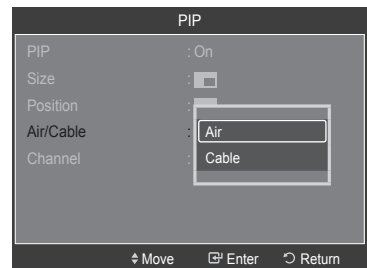 PIP
PIP : On
Size :
Position :
Air/Cable : Air
Cable
Channel :
Move Enter Return